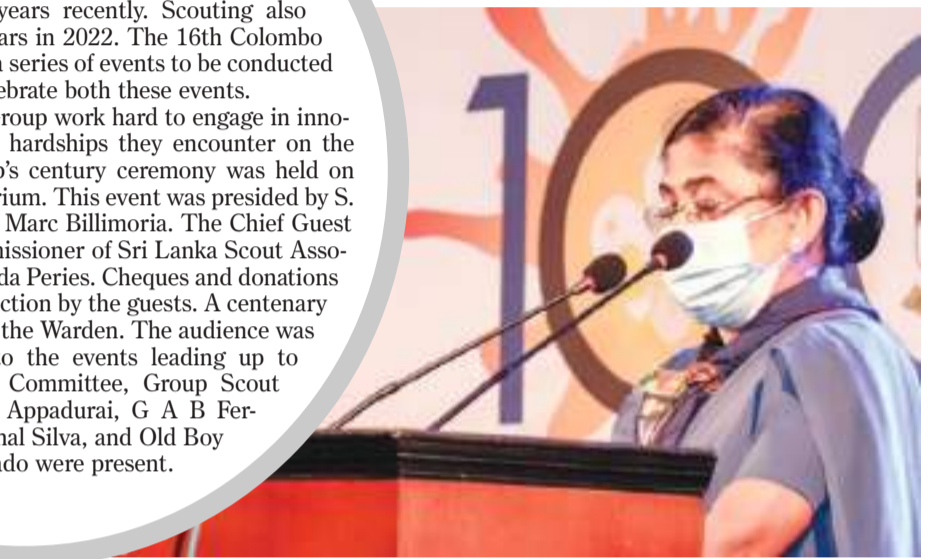 years recently. Scouting also
ars in 2022. The 16th Colombo
series of events to be conducted
ebrate both these events.
roup work hard to engage in inno-
hardships they encounter on the
p's century ceremony was held on
rium. This event was presided by S.
Marc Billimoria. The Chief Guest
missioner of Sri Lanka Scout Asso-
da Peries. Cheques and donations
ction by the guests. A centenary
the Warden. The audience was
o the events leading up to
Committee, Group Scout
Appadurai, G A B Fer-
nal Silva, and Old Boy
ndo were present.
100